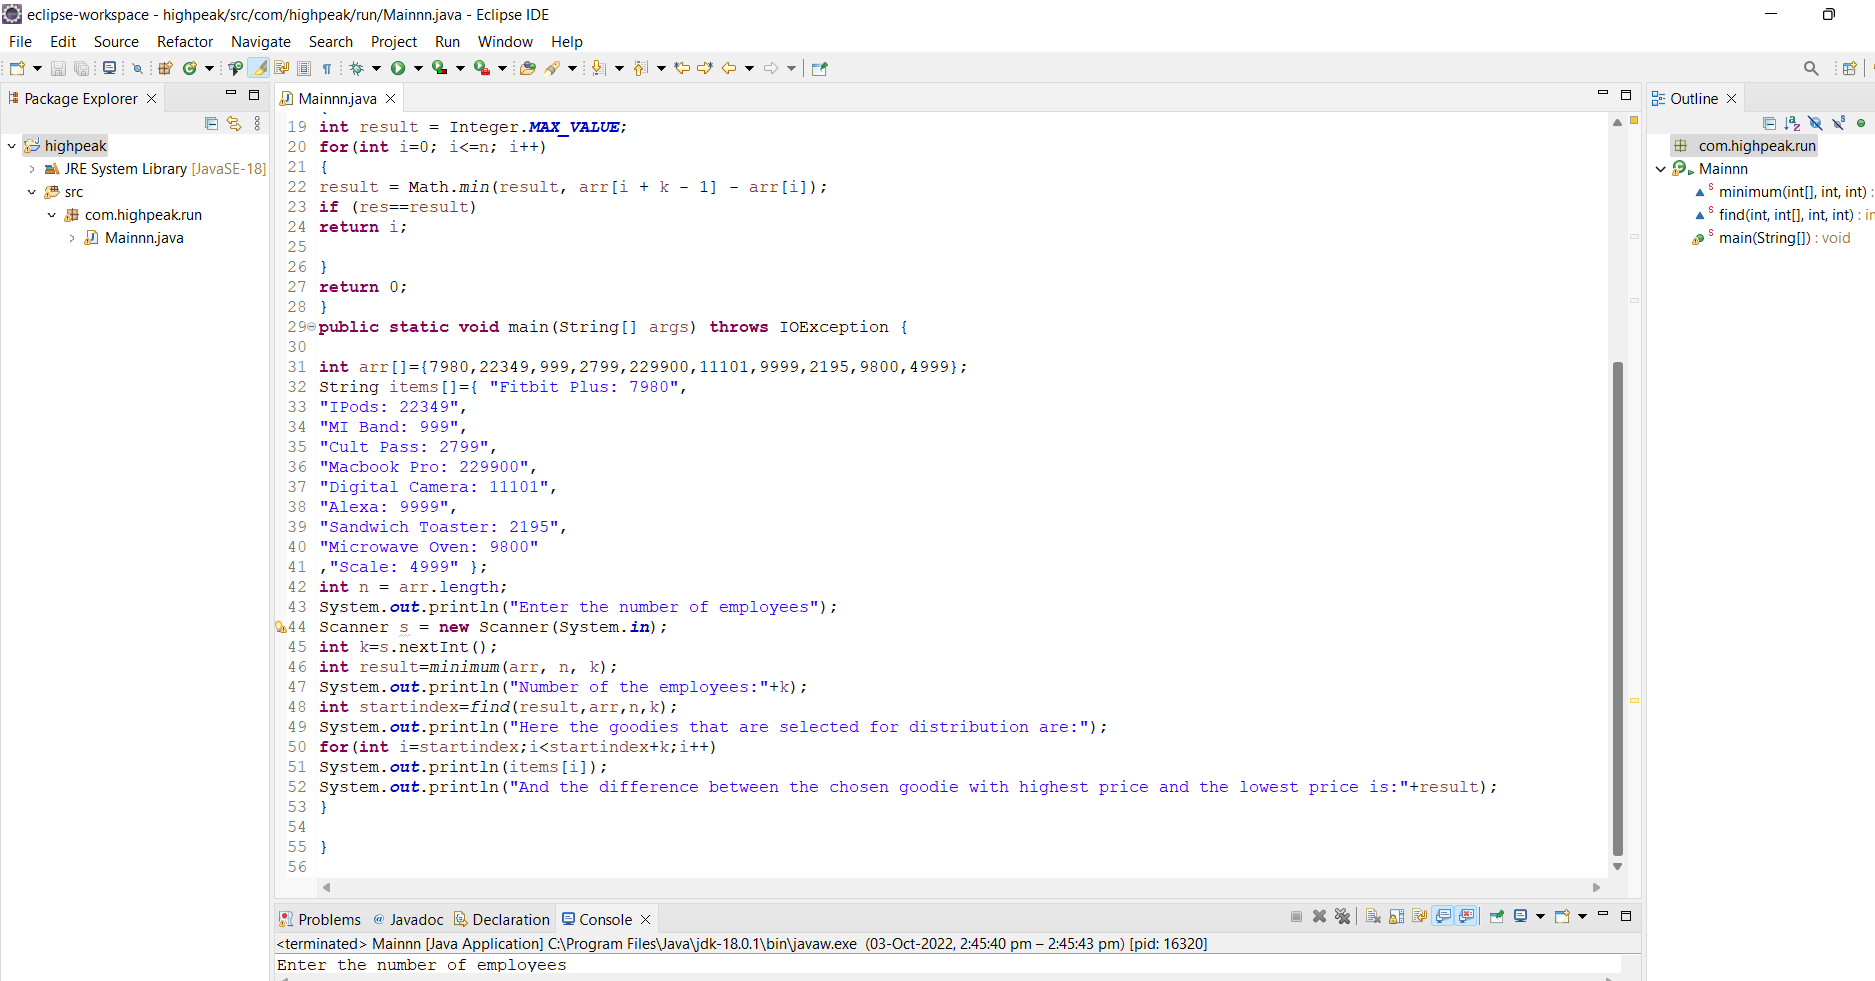 eclipse-workspace - highpeak/src/com/highpeak/run/Mainnn.java - Eclipse IDE
File Edit Source Refactor Navigate Search Project Run Window Help
Package Explorer
highpeak
JRE System Library [JavaSE-18]
src
com.highpeak.run
Mainnn.java
Mainnn.java
19 int result = Integer.MAX_VALUE;
20 for(int i=0; i<=n; i++)
21 {
22 result = Math.min(result, arr[i + k - 1] - arr[i]);
23 if (res==result)
24 return i;
25
26 }
27 return 0;
28 }
29 public static void main(String[] args) throws IOException {
30
31 int arr[]={7980,22349,999,2799,229900,11101,9999,2195,9800,4999};
32 String items[]={ "Fitbit Plus: 7980",
33 "IPods: 22349",
34 "MI Band: 999",
35 "Cult Pass: 2799",
36 "Macbook Pro: 229900",
37 "Digital Camera: 11101",
38 "Alexa: 9999",
39 "Sandwich Toaster: 2195",
40 "Microwave Oven: 9800"
41 ,"Scale: 4999" };
42 int n = arr.length;
43 System.out.println("Enter the number of employees");
44 Scanner s = new Scanner(System.in);
45 int k=s.nextInt();
46 int result=minimum(arr, n, k);
47 System.out.println("Number of the employees:"+k);
48 int startindex=find(result,arr,n,k);
49 System.out.println("Here the goodies that are selected for distribution are:");
50 for(int i=startindex;i<startindex+k;i++)
51 System.out.println(items[i]);
52 System.out.println("And the difference between the chosen goodie with highest price and the lowest price is:"+result);
53 }
54
55 }
56
Outline
com.highpeak.run
Mainnn
minimum(int[], int, int) :
find(int, int[], int, int) : in
main(String[]) : void
Problems Javadoc Declaration Console
<terminated> Mainnn [Java Application] C:\Program Files\Java\jdk-18.0.1\bin\javaw.exe (03-Oct-2022, 2:45:40 pm – 2:45:43 pm) [pid: 16320]
Enter the number of employees